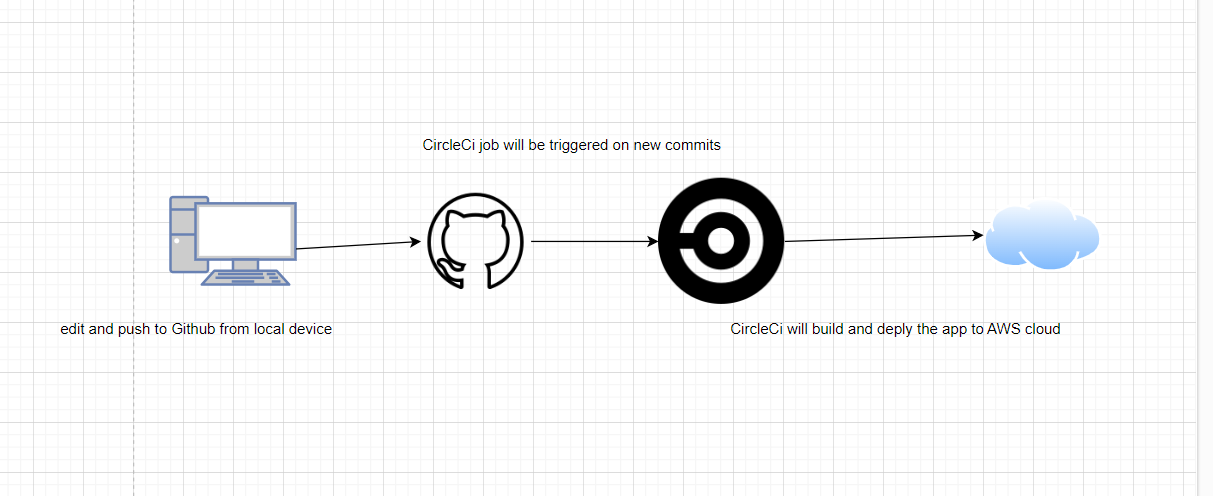 CircleCi job will be triggered on new commits
edit and push to Github from local device
CircleCi will build and deply the app to AWS cloud